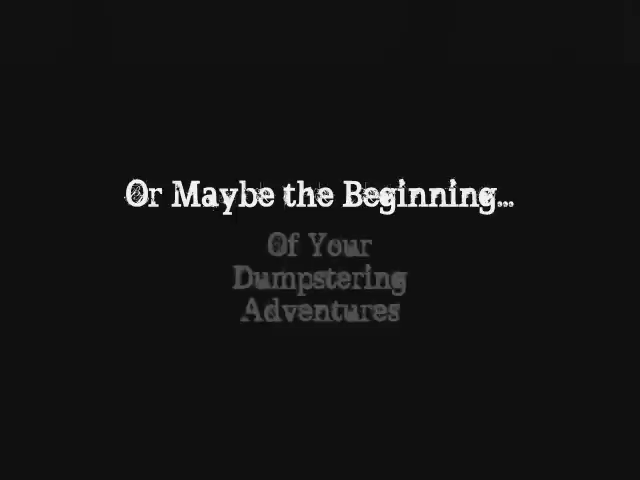 Or Maybe the Beginning...
Of Your
Dumpstering
Adventures